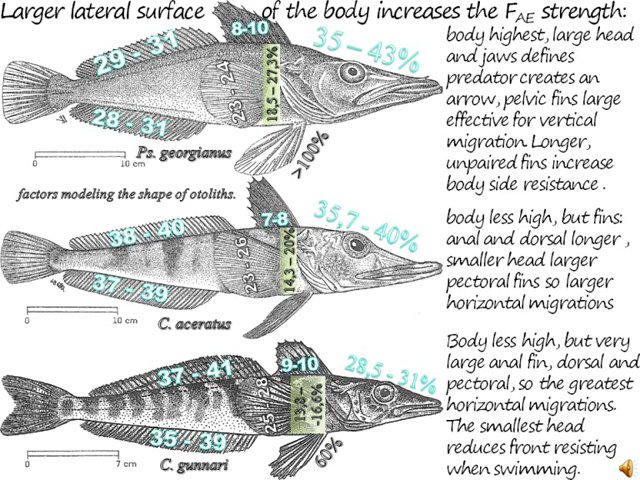 Larger lateral surface of the body increases the FAE strength:
8-10
35 – 43%
29 - 31
23 - 24
18,5 – 27,3%
28 - 31
>100%
Ps. georgianus
0 10 cm
body highest, large head
and jaws defines
predator creates an
arrow, pelvic fins large
effective for vertical
migration. Longer,
unpaired fins increase
body side resistance .
factors modeling the shape of otoliths.
7-8
35,7 - 40%
38 - 40
23 - 26
14,3 – 20%
37 - 39
C. aceratus
0 10 cm
body less high, but fins:
anal and dorsal longer ,
smaller head larger
pectoral fins so larger
horizontal migrations
9-10
28,5 - 31%
37 - 41
25 - 28
13,8
-16,6%
35 - 39
60%
C. gunnari
0 7 cm
Body less high, but very
large anal fin, dorsal and
pectoral, so the greatest
horizontal migrations.
The smallest head
reduces front resisting
when swimming.